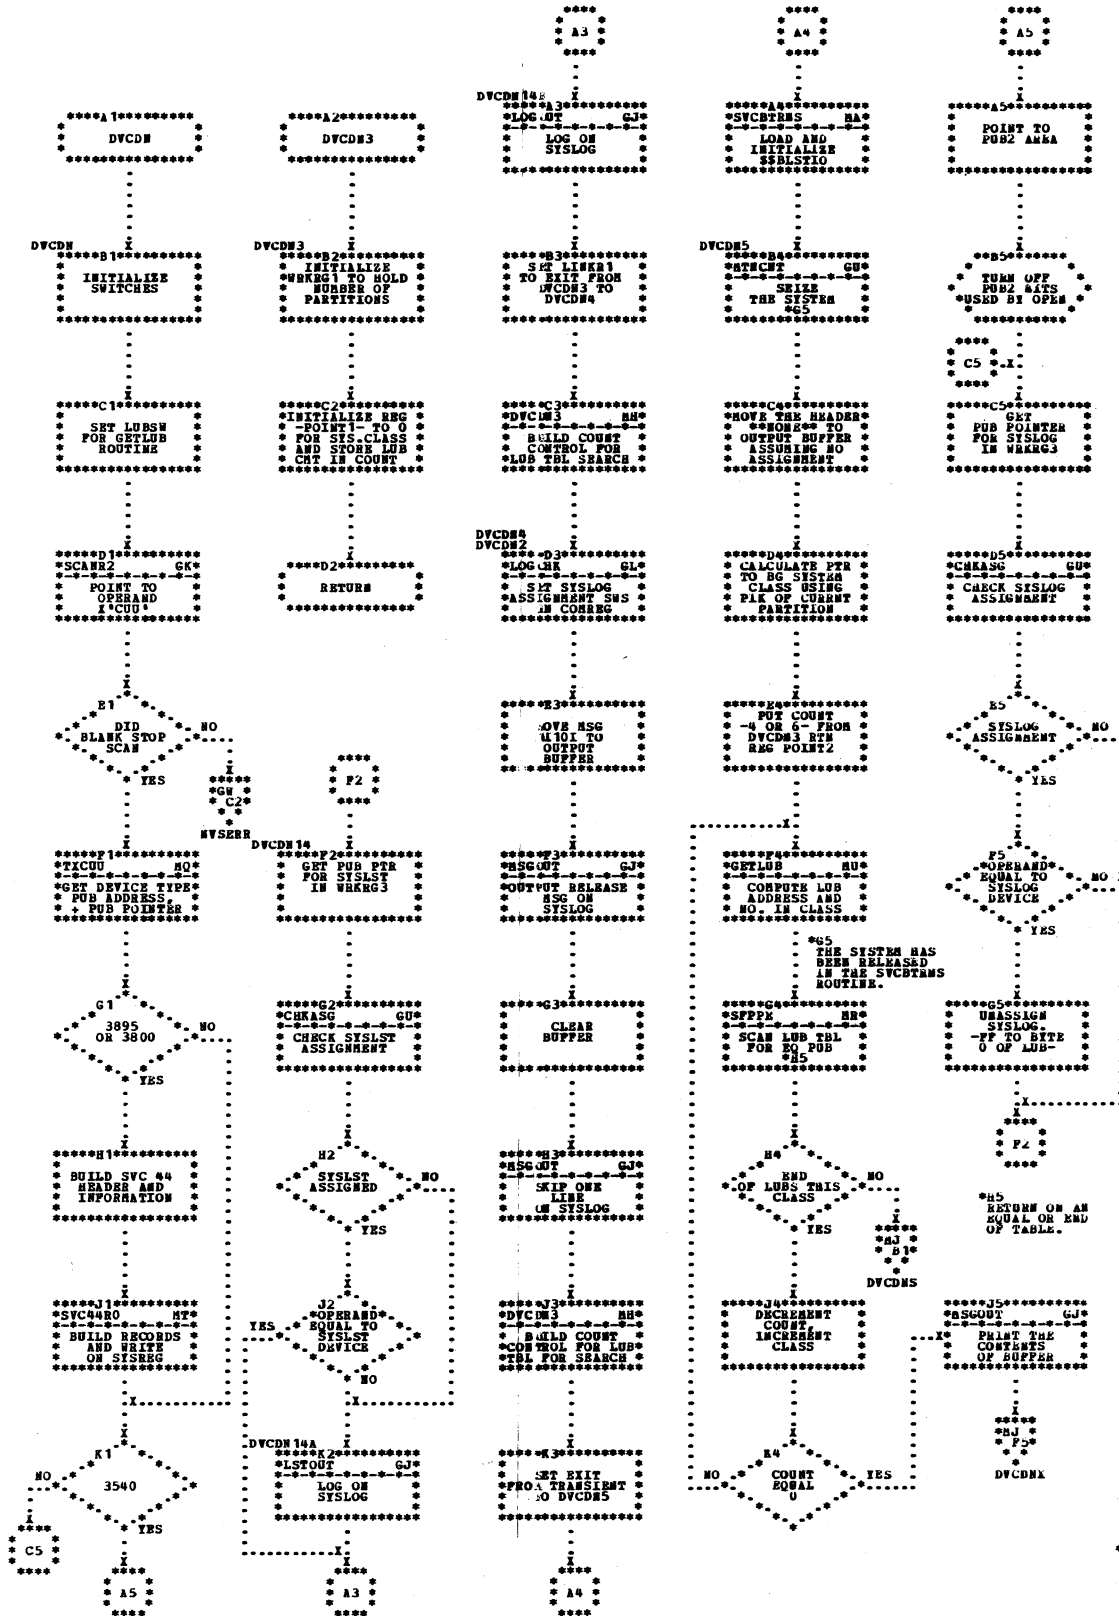 A3
A4
A5
A1
DVCDN
B1
DVCDN
INITIALIZE
SWITCHES
C1
SET LUBSW
FOR GETLUB
ROUTINE
D1
SCANR2 GK
POINT TO
OPERAND
X'CUU'
E1
DID
BLANK STOP
SCAN
NO
YES
GW
C2
NVSERR
F1
TXCUU MQ
GET DEVICE TYPE
PUB ADDRESS,
+ PUB POINTER
G1
3895
OR 3800
NO
YES
H1
BUILD SVC 44
HEADER AND
INFORMATION
J1
SVC44RO MT
BUILD RECORDS
AND WRITE
ON SYSREG
K1
3540
NO
YES
C5
A5
A2
DVCDN3
DVCDN3
B2
INITIALIZE
WRKRG1 TO HOLD
NUMBER OF
PARTITIONS
C2
INITIALIZE REG
-POINT1- TO 0
FOR SYS.CLASS
AND STORE LUB
CNT IN COUNT
D2
RETURN
F2
DVCDN14
F2
GET PUB PTR
FOR SYSLST
IN WRKRG3
G2
CHKASG GU
CHECK SYSLST
ASSIGNMENT
H2
SYSLST
ASSIGNED
NO
YES
J2
OPERAND
EQUAL TO
SYSLST
DEVICE
YES
NO
DVCDN14A
K2
LSTOUT GJ
LOG ON
SYSLOG
A3
DVCDN14B
A3
LOGOUT GJ
LOG ON
SYSLOG
B3
SET LINKR1
TO EXIT FROM
DVCDN3 TO
DVCDN4
C3
DVCDN3 MH
BUILD COUNT
CONTROL FOR
LUB TBL SEARCH
DVCDN4
DVCDN2
D3
LOGCHK GL
SET SYSLOG
ASSIGNMENT SWS
IN COMREG
E3
OVE MSG
1I10I TO
OUTPUT
BUFFER
F3
MSGOUT GJ
OUTPUT RELEASE
MSG ON
SYSLOG
G3
CLEAR
BUFFER
H3
MSGOUT GJ
SKIP ONE
LINE
ON SYSLOG
J3
DVCDN3 MH
BUILD COUNT
CONTROL FOR LUB
TBL FOR SEARCH
K3
SET EXIT
FROM TRANSIENT
TO DVCDN5
A4
A4
SVCBTRNS MA
LOAD AND
INITIALIZE
$$BLSTIO
DVCDN5
B4
MTNCNT GU
SEIZE
THE SYSTEM
*G5
C4
MOVE THE HEADER
**NONE** TO
OUTPUT BUFFER
ASSUMING NO
ASSIGNMENT
D4
CALCULATE PTR
TO BG SYSTEM
CLASS USING
PIK OF CURRNT
PARTITION
E4
PUT COUNT
-4 OR 6- FROM
DVCDN3 RTN
REG POINT2
F4
GETLUB MU
COMPUTE LUB
ADDRESS AND
NO. IN CLASS
*G5
THE SYSTEM HAS
BEEN RELEASED
IN THE SVCBTRNS
ROUTINE.
G4
SFPPK MR
SCAN LUB TBL
FOR EQ PUB
*H5
H4
END
OF LUBS THIS
CLASS
NO
YES
MJ
B1
DVCDNS
J4
DECREMENT
COUNT,
INCREMENT
CLASS
K4
COUNT
EQUAL
0
NO
YES
A5
POINT TO
PUB2 AREA
B5
TURN OFF
PUB2 BITS
USED BY OPEN
C5
C5
GET
PUB POINTER
FOR SYSLOG
IN WRKRG3
D5
CHKASG GU
CHECK SYSLOG
ASSIGNMENT
E5
SYSLOG
ASSIGNMENT
NO
YES
F5
OPERAND
EQUAL TO
SYSLOG
DEVICE
NO
YES
G5
UNASSIGN
SYSLOG.
-FF TO BYTE
0 OF LUB-
F2
*H5
RETURN ON AN
EQUAL OR END
OF TABLE.
J5
MSGOUT GJ
PRINT THE
CONTENTS
OF BUFFER
MJ
F5
DVCDNX